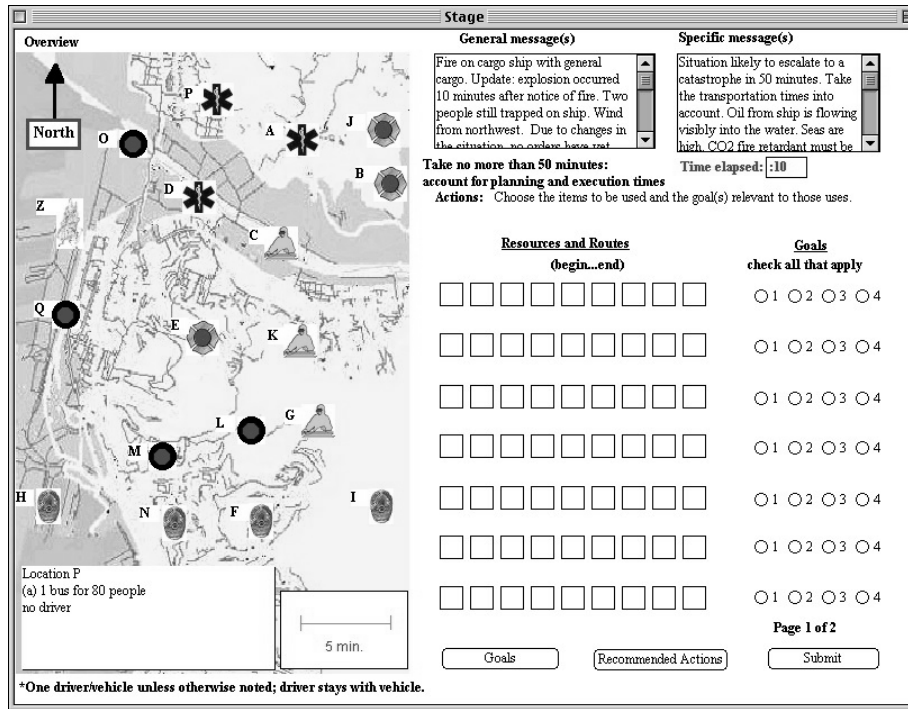 Stage
Overview
General message(s)
Specific message(s)
Fire on cargo ship with general
cargo. Update: explosion occurred
10 minutes after notice of fire. Two
people still trapped on ship. Wind
from northwest. Due to changes in
the situation, no orders have yet
Situation likely to escalate to a
catastrophe in 50 minutes. Take
the transportation times into
account. Oil from ship is flowing
visibly into the water. Seas are
high. CO2 fire retardant must be
Take no more than 50 minutes:
account for planning and execution times
Time elapsed: :10
Actions: Choose the items to be used and the goal(s) relevant to those uses.
North
P
A
J
O
B
D
Z
C
Q
E
K
L
G
M
H
N
F
I
Resources and Routes
(begin...end)
Goals
check all that apply
1 2 3 4
1 2 3 4
1 2 3 4
1 2 3 4
1 2 3 4
1 2 3 4
1 2 3 4
Page 1 of 2
Location P
(a) 1 bus for 80 people
no driver
5 min.
Goals
Recommended Actions
Submit
*One driver/vehicle unless otherwise noted; driver stays with vehicle.